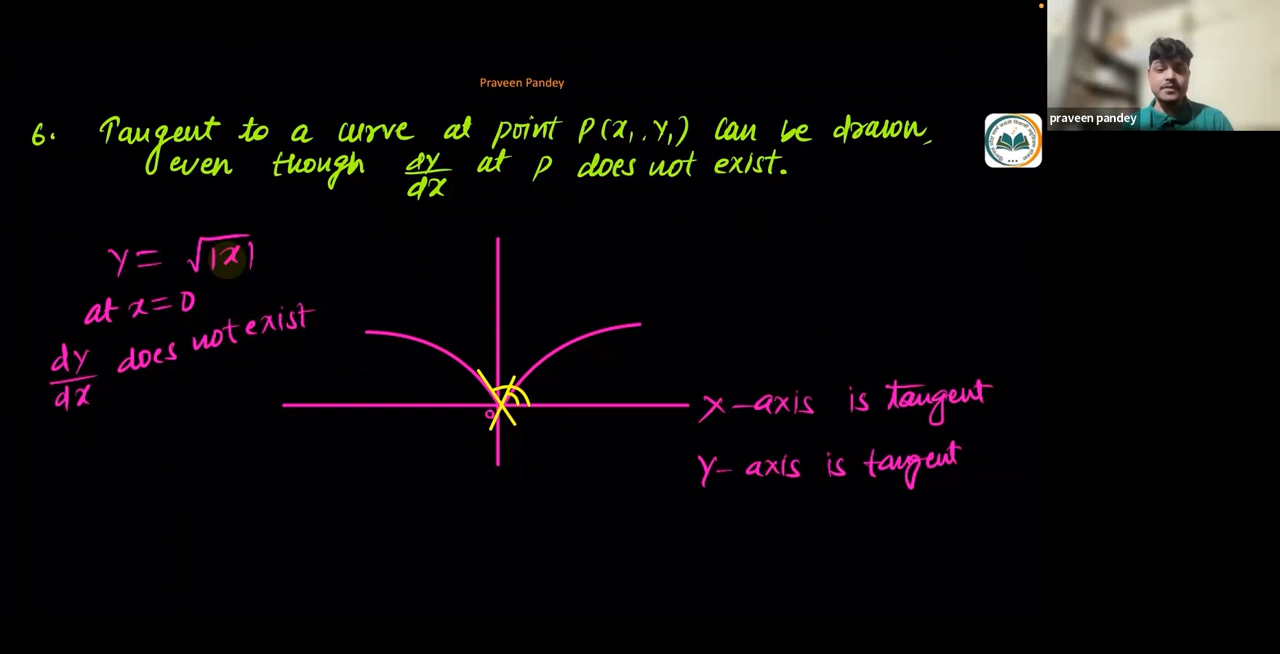 Praveen Pandey
praveen pandey
6. Tangent to a curve at point P(x₁, y₁) can be drawn,
even though dy/dx at P does not exist.
y = √|x|
at x = 0
dy/dx does not exist
0
X-axis is tangent
Y-axis is tangent